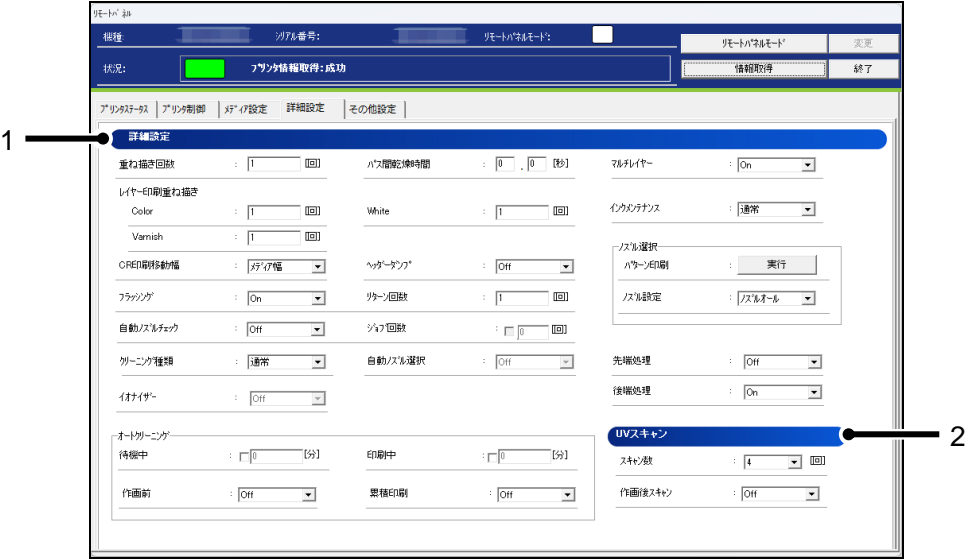 ﾘﾓｰﾄﾊﾟﾈﾙ
機種: ｼﾘｱﾙ番号: ﾘﾓｰﾄﾊﾟﾈﾙﾓｰﾄﾞ:
ﾘﾓｰﾄﾊﾟﾈﾙﾓｰﾄﾞ 変更
状況: ﾌﾟﾘﾝﾀ情報取得:成功 情報取得 終了
ﾌﾟﾘﾝﾀｽﾃｰﾀｽ ﾌﾟﾘﾝﾀ制御 ﾒﾃﾞｨｱ設定 詳細設定 その他設定
1 詳細設定
重ね描き回数 : 1 [回] ﾊﾟｽ間乾燥時間 : 0 . 0 [秒] ﾏﾙﾁﾚｲﾔｰ : On
ﾚｲﾔｰ印刷重ね描き
Color : 1 [回] White : 1 [回] ｲﾝｸﾒﾝﾃﾅﾝｽ : 通常
Varnish : 1 [回]
ﾉｽﾞﾙ選択
CR印刷移動幅 : ﾒﾃﾞｨｱ幅 ﾍｯﾀﾞｰﾀﾞﾝﾌﾟ : Off ﾊﾟﾀｰﾝ印刷 : 実行
ﾌﾗｯｼﾝｸﾞ : On ﾘﾀｰﾝ回数 : 1 [回] ﾉｽﾞﾙ設定 : ﾉｽﾞﾙｵｰﾙ
自動ﾉｽﾞﾙﾁｪｯｸ : Off ｼﾞｮﾌﾞ回数 : 0 [回]
ｸﾘｰﾆﾝｸﾞ種類 : 通常 自動ﾉｽﾞﾙ選択 : Off 先端処理 : Off
ｲｵﾅｲｻﾞｰ : Off 後端処理 : On
ｵｰﾄｸﾘｰﾆﾝｸﾞ UVスキャン 2
待機中 : 0 [分] 印刷中 : 0 [分] ｽｷｬﾝ数 : 4 [回]
作画前 : Off 累積印刷 : Off 作画後ｽｷｬﾝ : Off